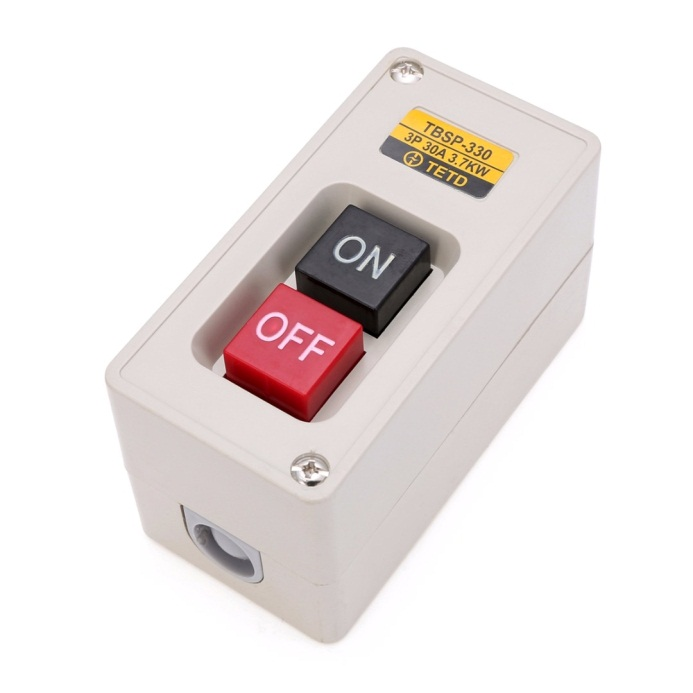 TBSP-330
3P 30A 3.7KW
TETD
ON
OFF